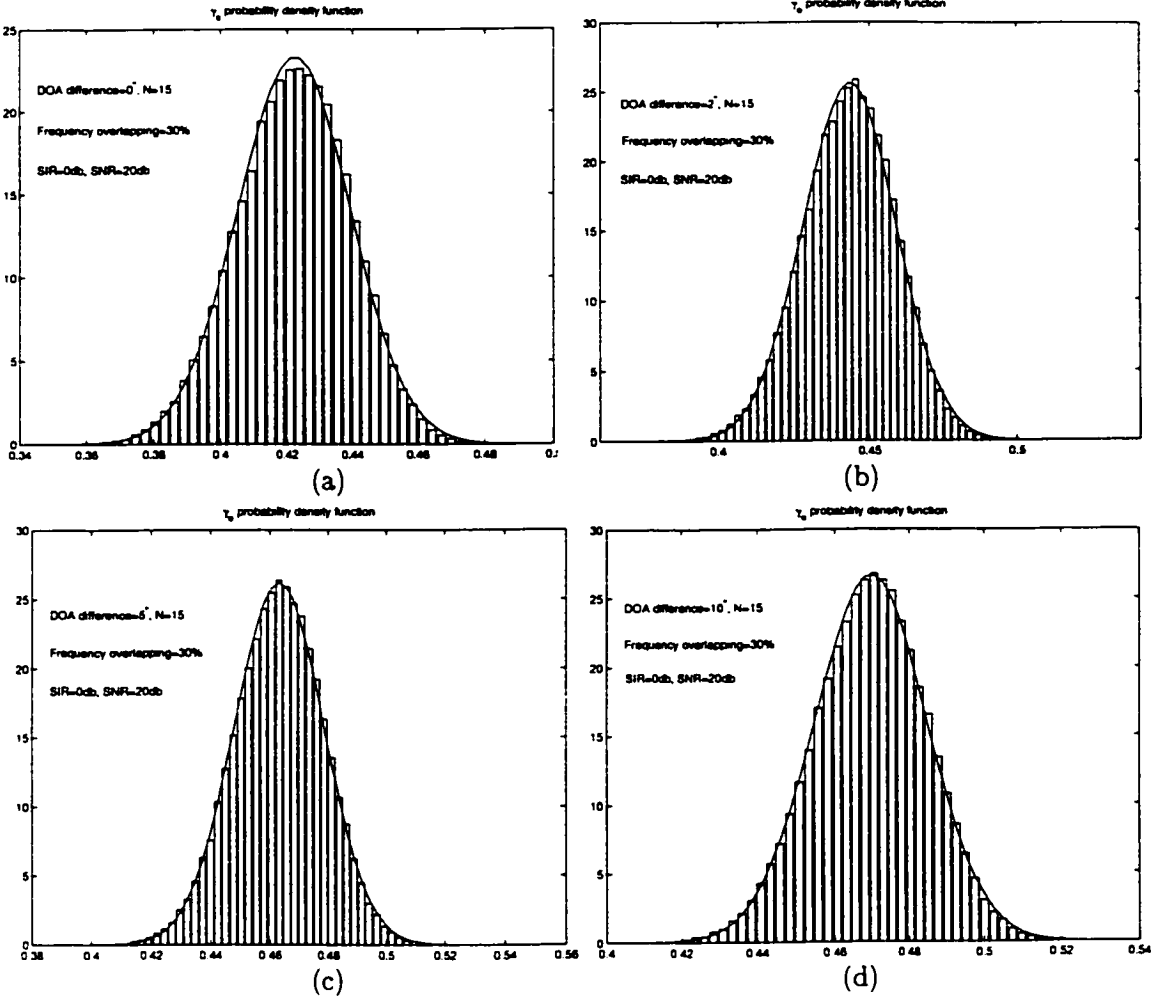 γe probability density function
25
20
15
10
5
0
DOA difference=0°, N=15
Frequency overlapping=30%
SIR=0db, SNR=20db
0.34 0.36 0.38 0.4 0.42 0.44 0.46 0.48
(a)
γe probability density function
30
25
20
15
10
5
0
DOA difference=2°, N=15
Frequency overlapping=30%
SIR=0db, SNR=20db
0.4 0.45 0.5
(b)
γe probability density function
30
25
20
15
10
5
0
DOA difference=5°, N=15
Frequency overlapping=30%
SIR=0db, SNR=20db
0.38 0.4 0.42 0.44 0.46 0.48 0.5 0.52 0.54 0.56
(c)
γe probability density function
30
25
20
15
10
5
0
DOA difference=10°, N=15
Frequency overlapping=30%
SIR=0db, SNR=20db
0.4 0.42 0.44 0.46 0.48 0.5 0.52 0.54
(d)